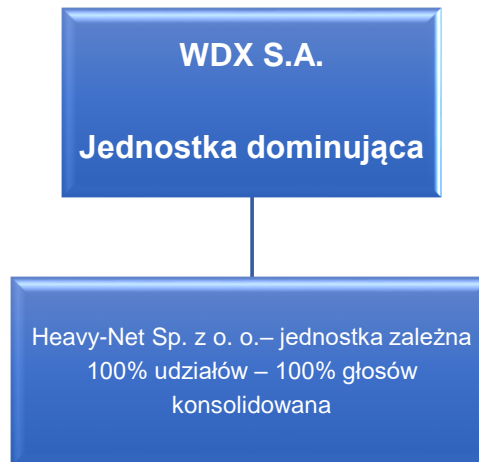 WDX S.A.
Jednostka dominująca
Heavy-Net Sp. z o. o.– jednostka zależna
100% udziałów – 100% głosów
konsolidowana